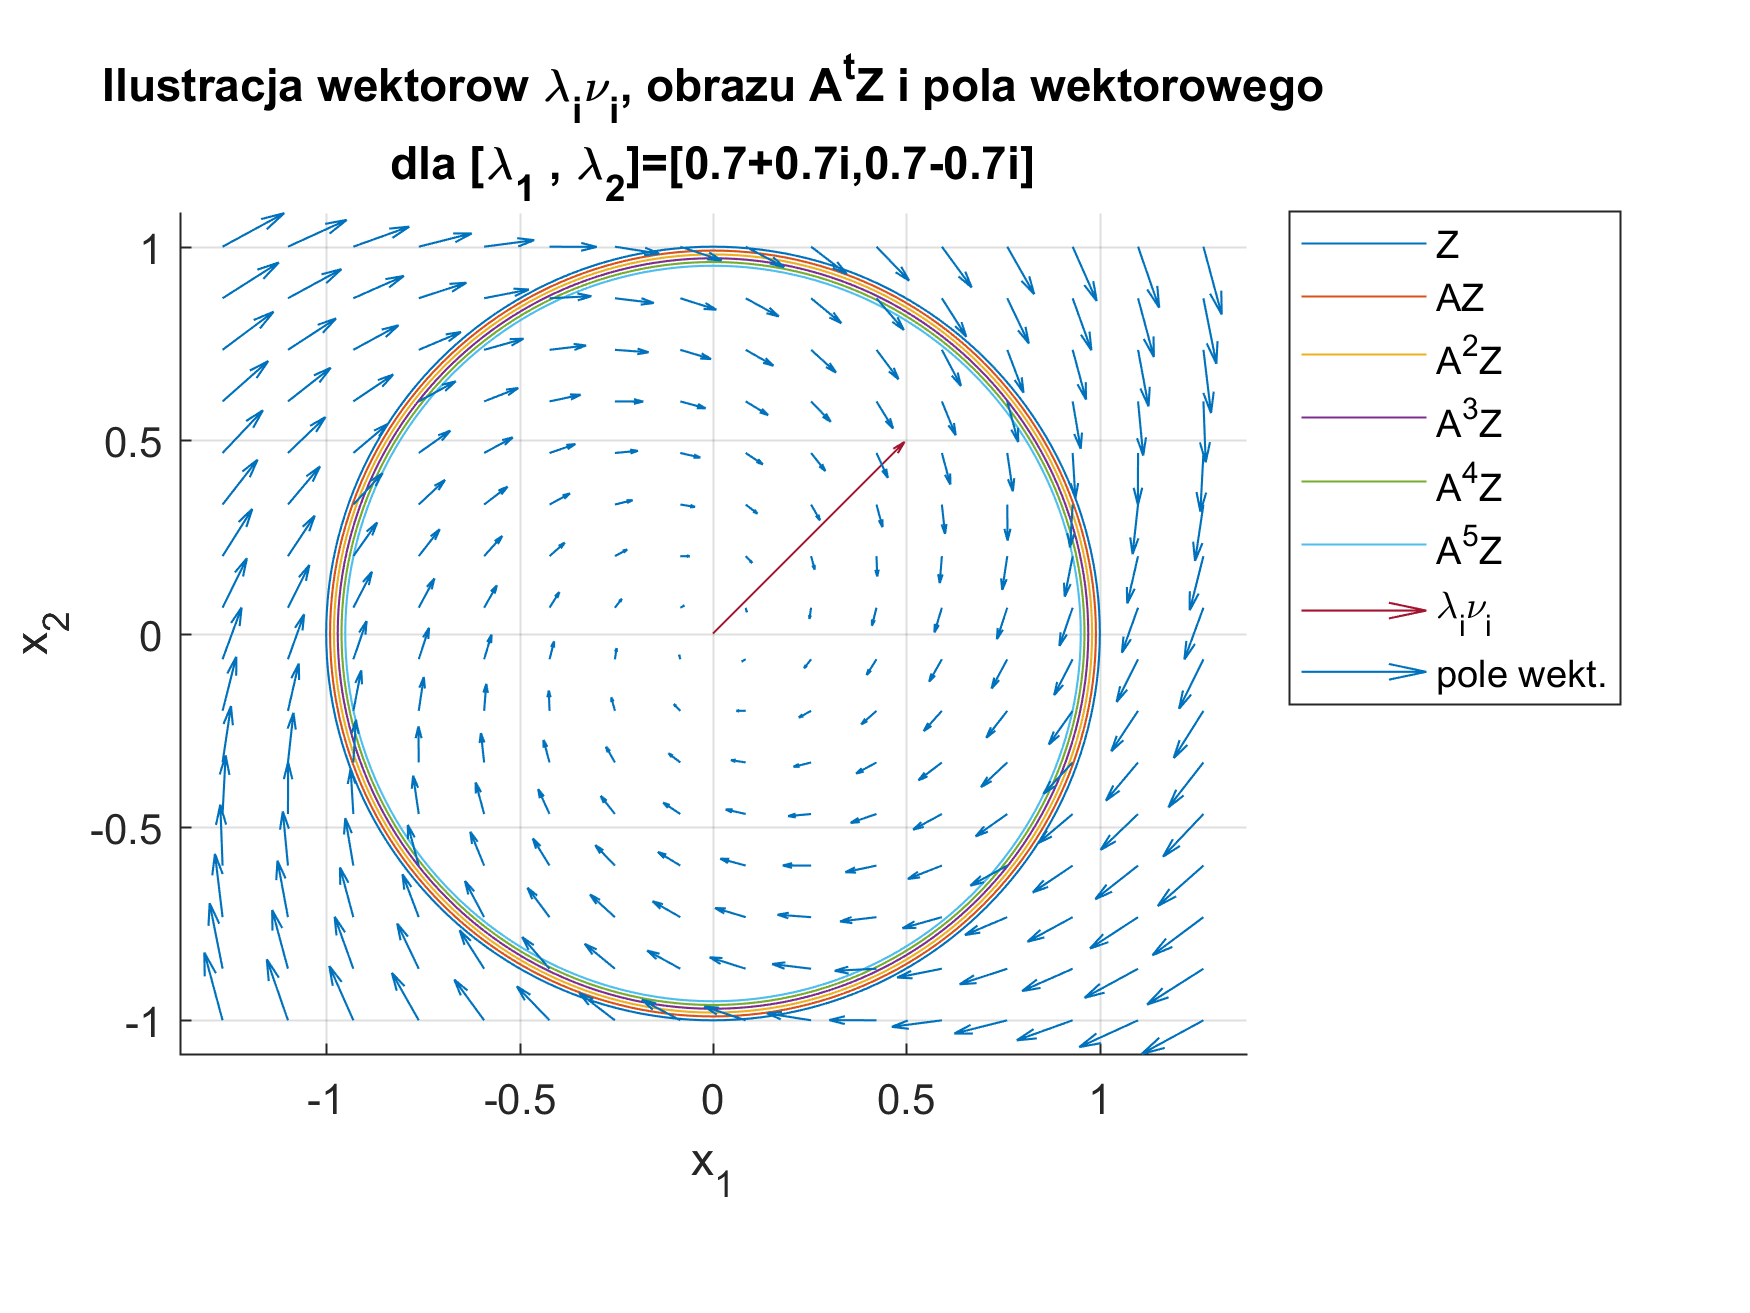 Ilustracja wektorow λᵢνᵢ, obrazu AᵗZ i pola wektorowego
dla [λ₁ , λ₂]=[0.7+0.7i,0.7-0.7i]
Z
AZ
A²Z
A³Z
A⁴Z
A⁵Z
λᵢνᵢ
pole wekt.
1
0.5
0
-0.5
-1
x₂
-1
-0.5
0
0.5
1
x₁